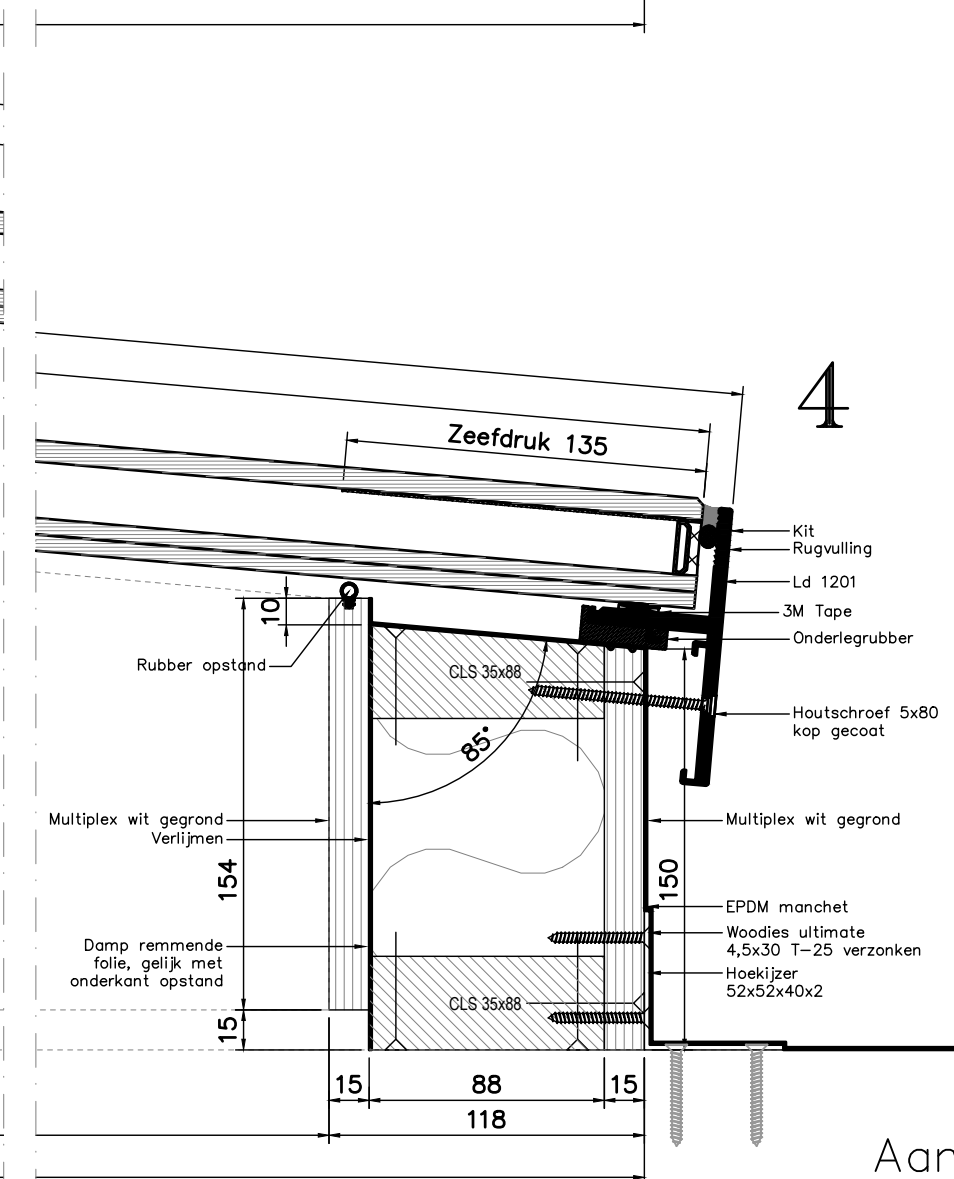 4
Zeefdruk 135
Kit
Rugvulling
Ld 1201
3M Tape
Onderlegrubber
10
Rubber opstand
CLS 35x88
Houtschroef 5x80
kop gecoat
85°
Multiplex wit gegrond
Verlijmen
Multiplex wit gegrond
154
150
EPDM manchet
Woodies ultimate
4,5x30 T-25 verzonken
Damp remmende
folie, gelijk met
onderkant opstand
Hoekijzer
52x52x40x2
CLS 35x88
15
15
88
15
118
Aan